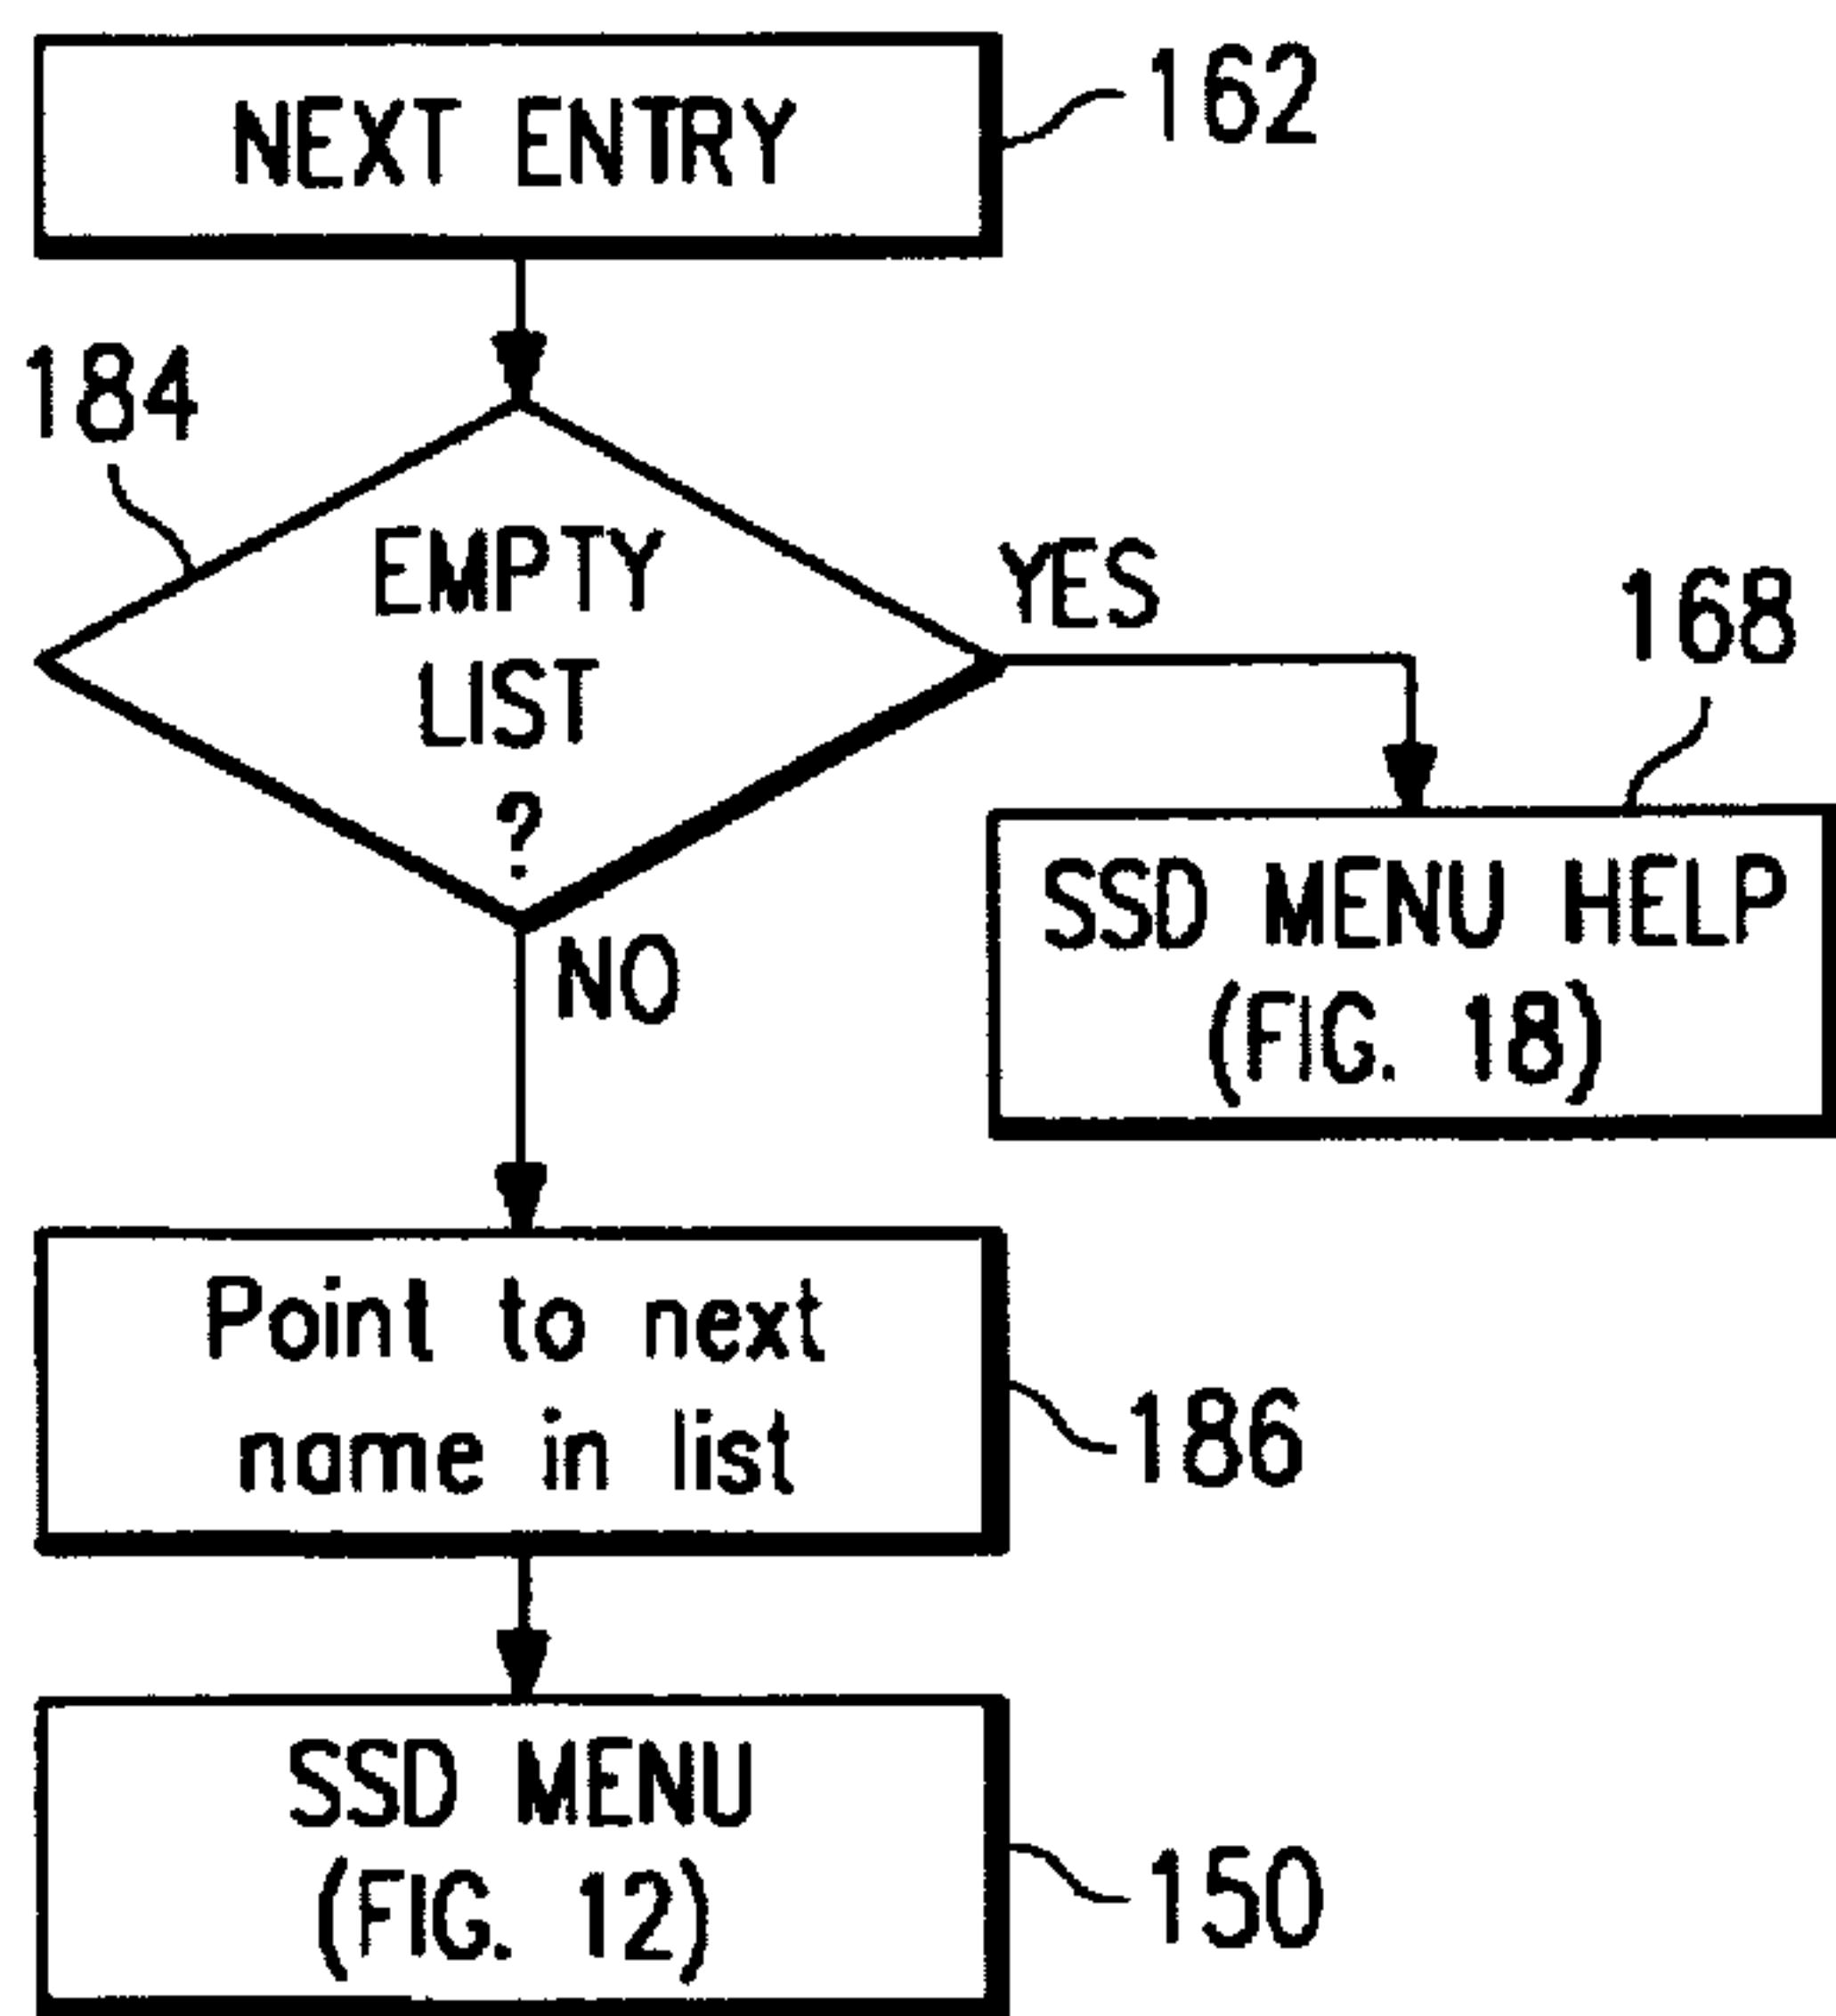 NEXT ENTRY
162
184
EMPTY
LIST
?
YES
168
SSD MENU HELP
(FIG. 18)
NO
Point to next
name in list
186
SSD MENU
(FIG. 12)
150